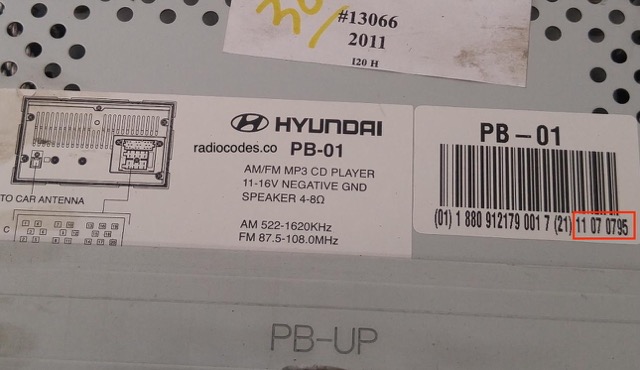 #13066
2011
I20 H
HYUNDAI
radiocodes.co PB-01
AM/FM MP3 CD PLAYER
11-16V NEGATIVE GND
SPEAKER 4-8Ω
AM 522-1620KHz
FM 87.5-108.0MHz
TO CAR ANTENNA
C
PB-01
(01) 1 880 912179 001 7 (21) 11 07 0795
PB-UP